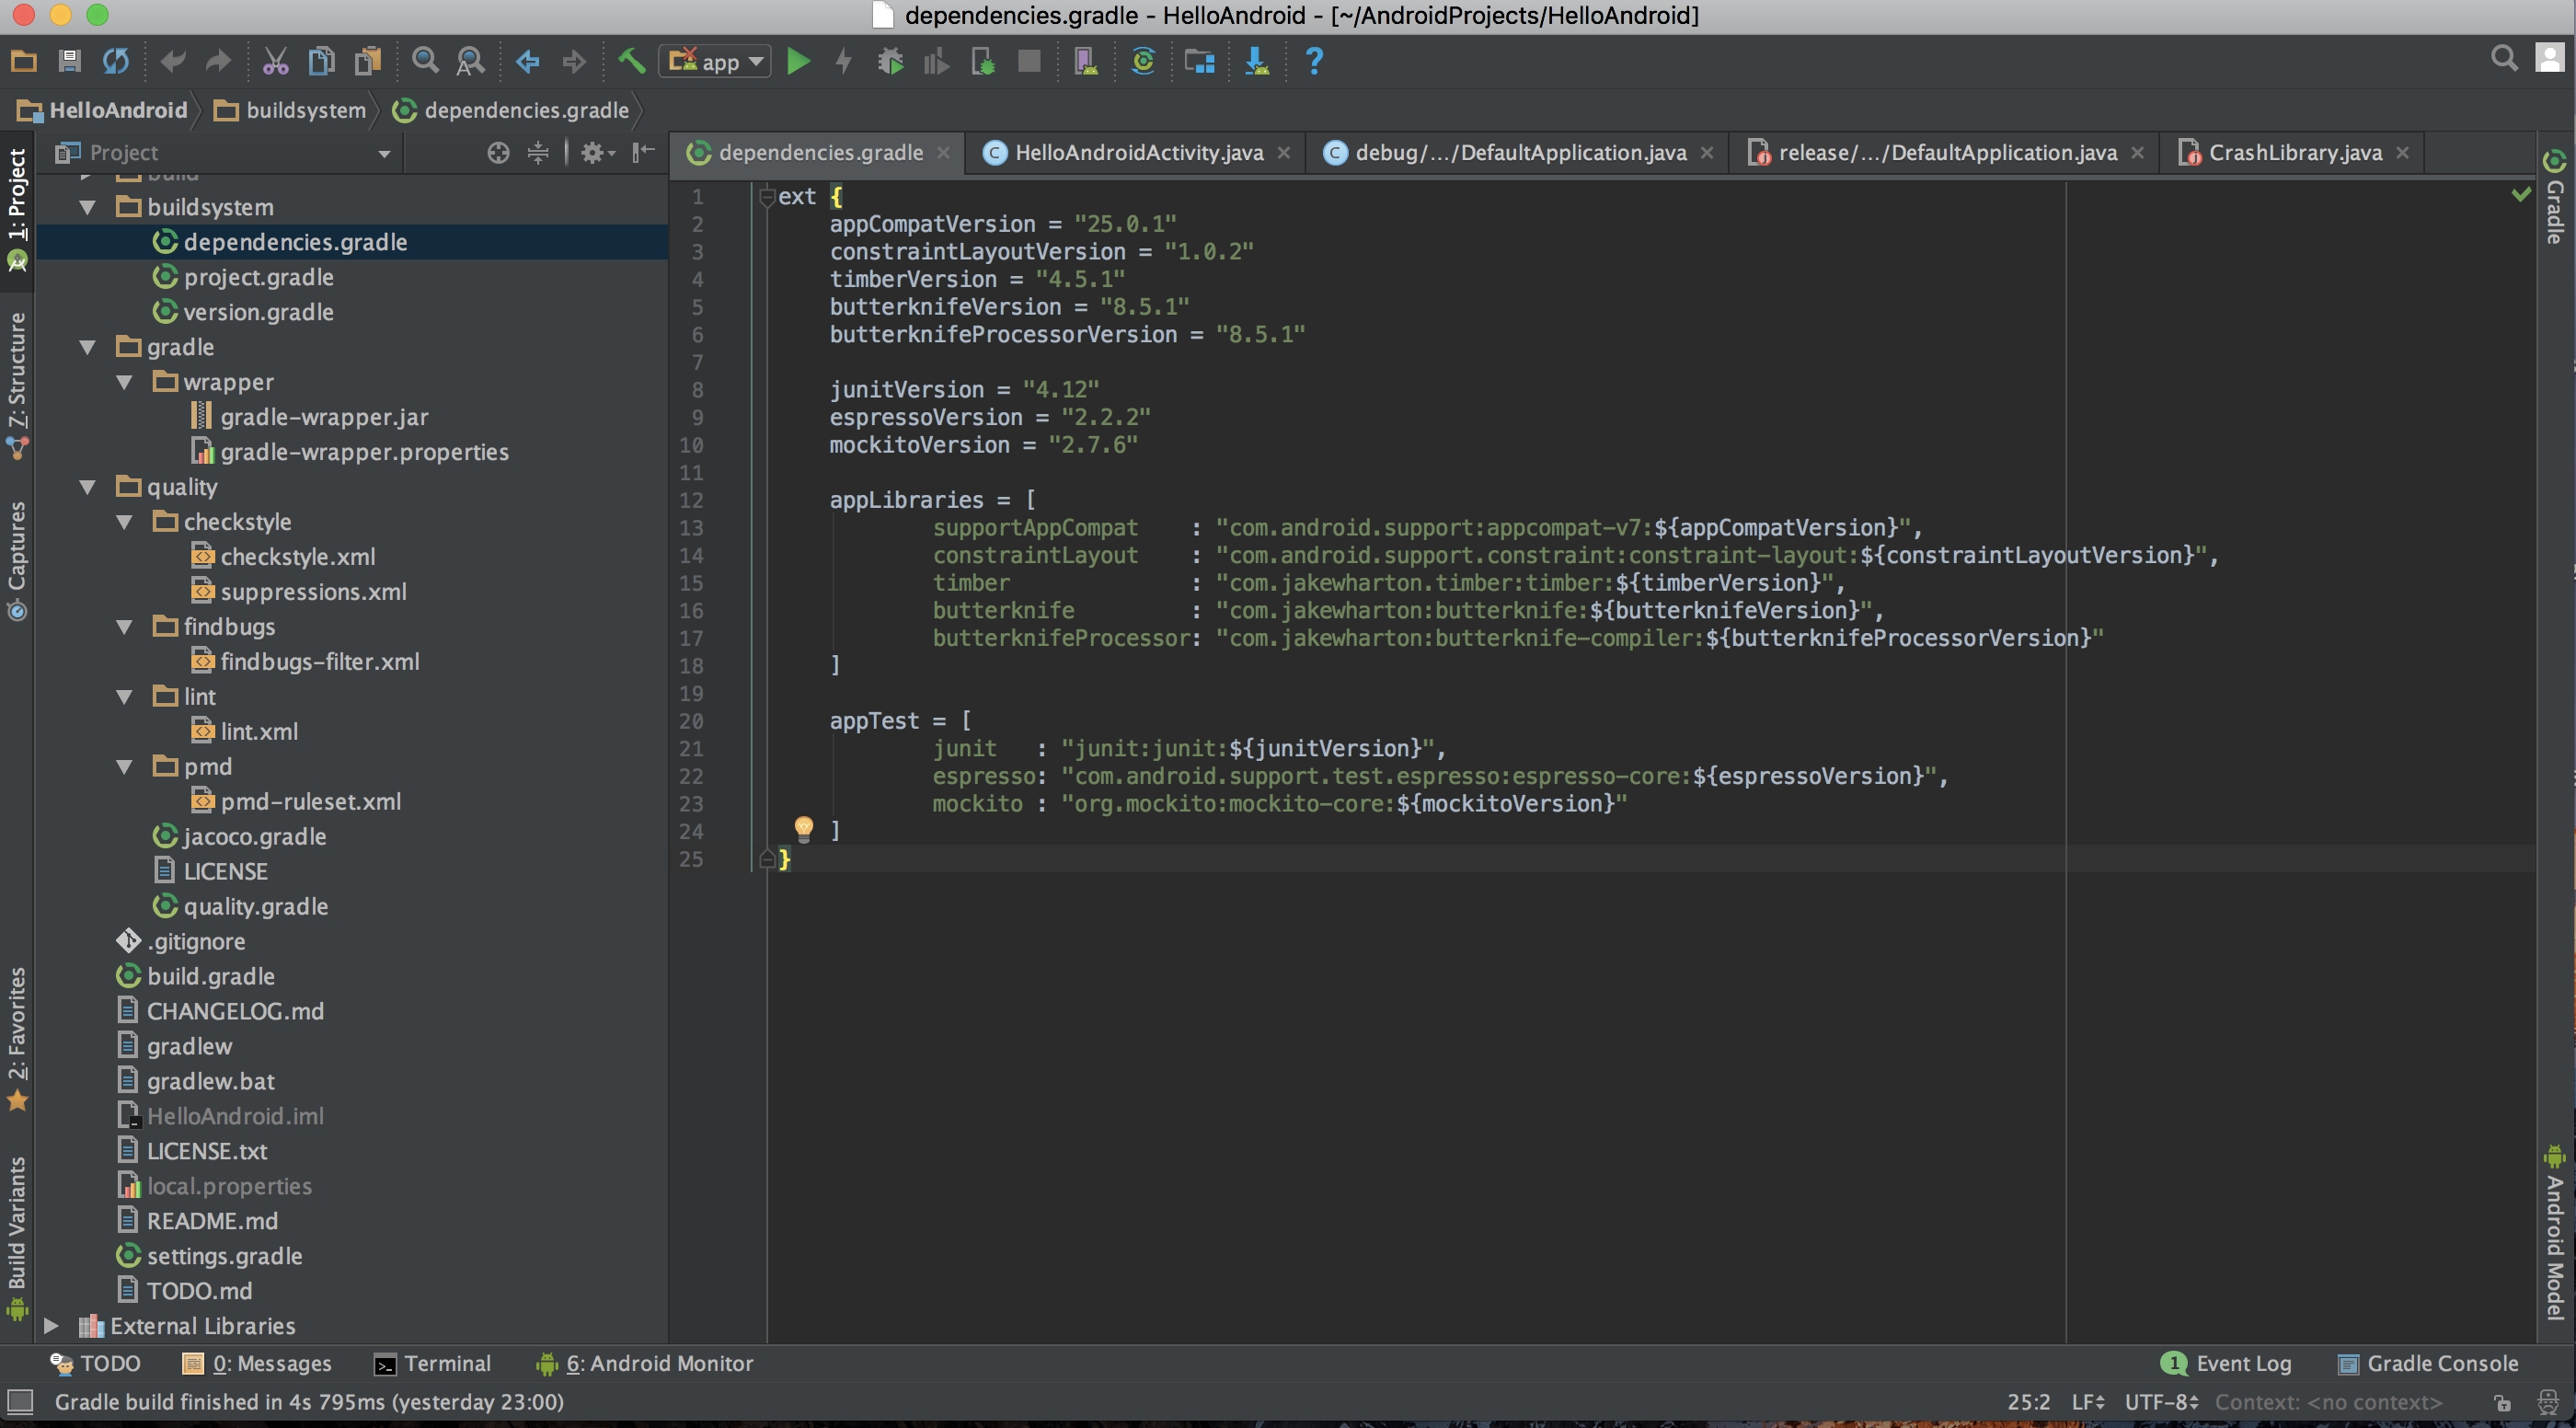 dependencies.gradle - HelloAndroid - [~/AndroidProjects/HelloAndroid]
app
HelloAndroid buildsystem dependencies.gradle
Project
dependencies.gradle HelloAndroidActivity.java debug/.../DefaultApplication.java release/.../DefaultApplication.java CrashLibrary.java
1: Project
Z: Structure
Captures
2: Favorites
Build Variants
build
buildsystem
dependencies.gradle
project.gradle
version.gradle
gradle
wrapper
gradle-wrapper.jar
gradle-wrapper.properties
quality
checkstyle
checkstyle.xml
suppressions.xml
findbugs
findbugs-filter.xml
lint
lint.xml
pmd
pmd-ruleset.xml
jacoco.gradle
LICENSE
quality.gradle
.gitignore
build.gradle
CHANGELOG.md
gradlew
gradlew.bat
HelloAndroid.iml
LICENSE.txt
local.properties
README.md
settings.gradle
TODO.md
External Libraries
1 ext {
2 appCompatVersion = "25.0.1"
3 constraintLayoutVersion = "1.0.2"
4 timberVersion = "4.5.1"
5 butterknifeVersion = "8.5.1"
6 butterknifeProcessorVersion = "8.5.1"
7
8 junitVersion = "4.12"
9 espressoVersion = "2.2.2"
10 mockitoVersion = "2.7.6"
11
12 appLibraries = [
13 supportAppCompat : "com.android.support:appcompat-v7:${appCompatVersion}",
14 constraintLayout : "com.android.support.constraint:constraint-layout:${constraintLayoutVersion}",
15 timber : "com.jakewharton.timber:timber:${timberVersion}",
16 butterknife : "com.jakewharton:butterknife:${butterknifeVersion}",
17 butterknifeProcessor: "com.jakewharton:butterknife-compiler:${butterknifeProcessorVersion}"
18 ]
19
20 appTest = [
21 junit : "junit:junit:${junitVersion}",
22 espresso: "com.android.support.test.espresso:espresso-core:${espressoVersion}",
23 mockito : "org.mockito:mockito-core:${mockitoVersion}"
24 ]
25 }
Gradle
Android Model
TODO 0: Messages Terminal 6: Android Monitor 1 Event Log Gradle Console
Gradle build finished in 4s 795ms (yesterday 23:00) 25:2 LF UTF-8 Context: <no context>